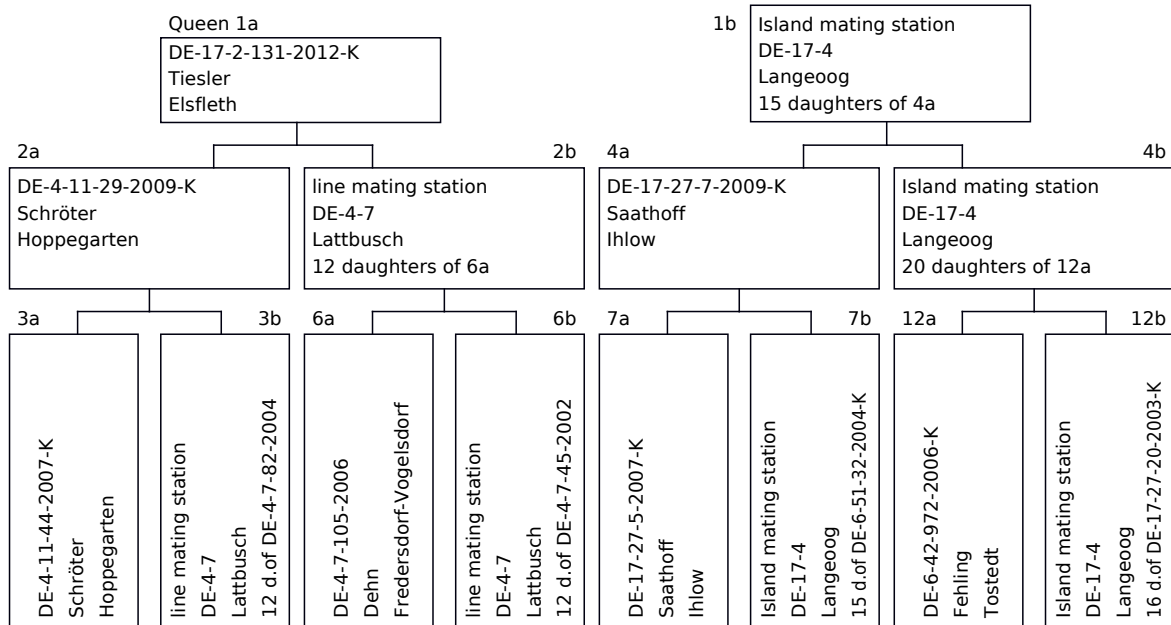 Queen 1a
DE-17-2-131-2012-K
Tiesler
Elsfleth
1b
Island mating station
DE-17-4
Langeoog
15 daughters of 4a
2a
DE-4-11-29-2009-K
Schröter
Hoppegarten
2b
line mating station
DE-4-7
Lattbusch
12 daughters of 6a
4a
DE-17-27-7-2009-K
Saathoff
Ihlow
4b
Island mating station
DE-17-4
Langeoog
20 daughters of 12a
3a
DE-4-11-44-2007-K
Schröter
Hoppegarten
3b
line mating station
DE-4-7
Lattbusch
12 d.of DE-4-7-82-2004
6a
DE-4-7-105-2006
Dehn
Fredersdorf-Vogelsdorf
6b
line mating station
DE-4-7
Lattbusch
12 d.of DE-4-7-45-2002
7a
DE-17-27-5-2007-K
Saathoff
Ihlow
7b
Island mating station
DE-17-4
Langeoog
15 d.of DE-6-51-32-2004-K
12a
DE-6-42-972-2006-K
Fehling
Tostedt
12b
Island mating station
DE-17-4
Langeoog
16 d.of DE-17-27-20-2003-K